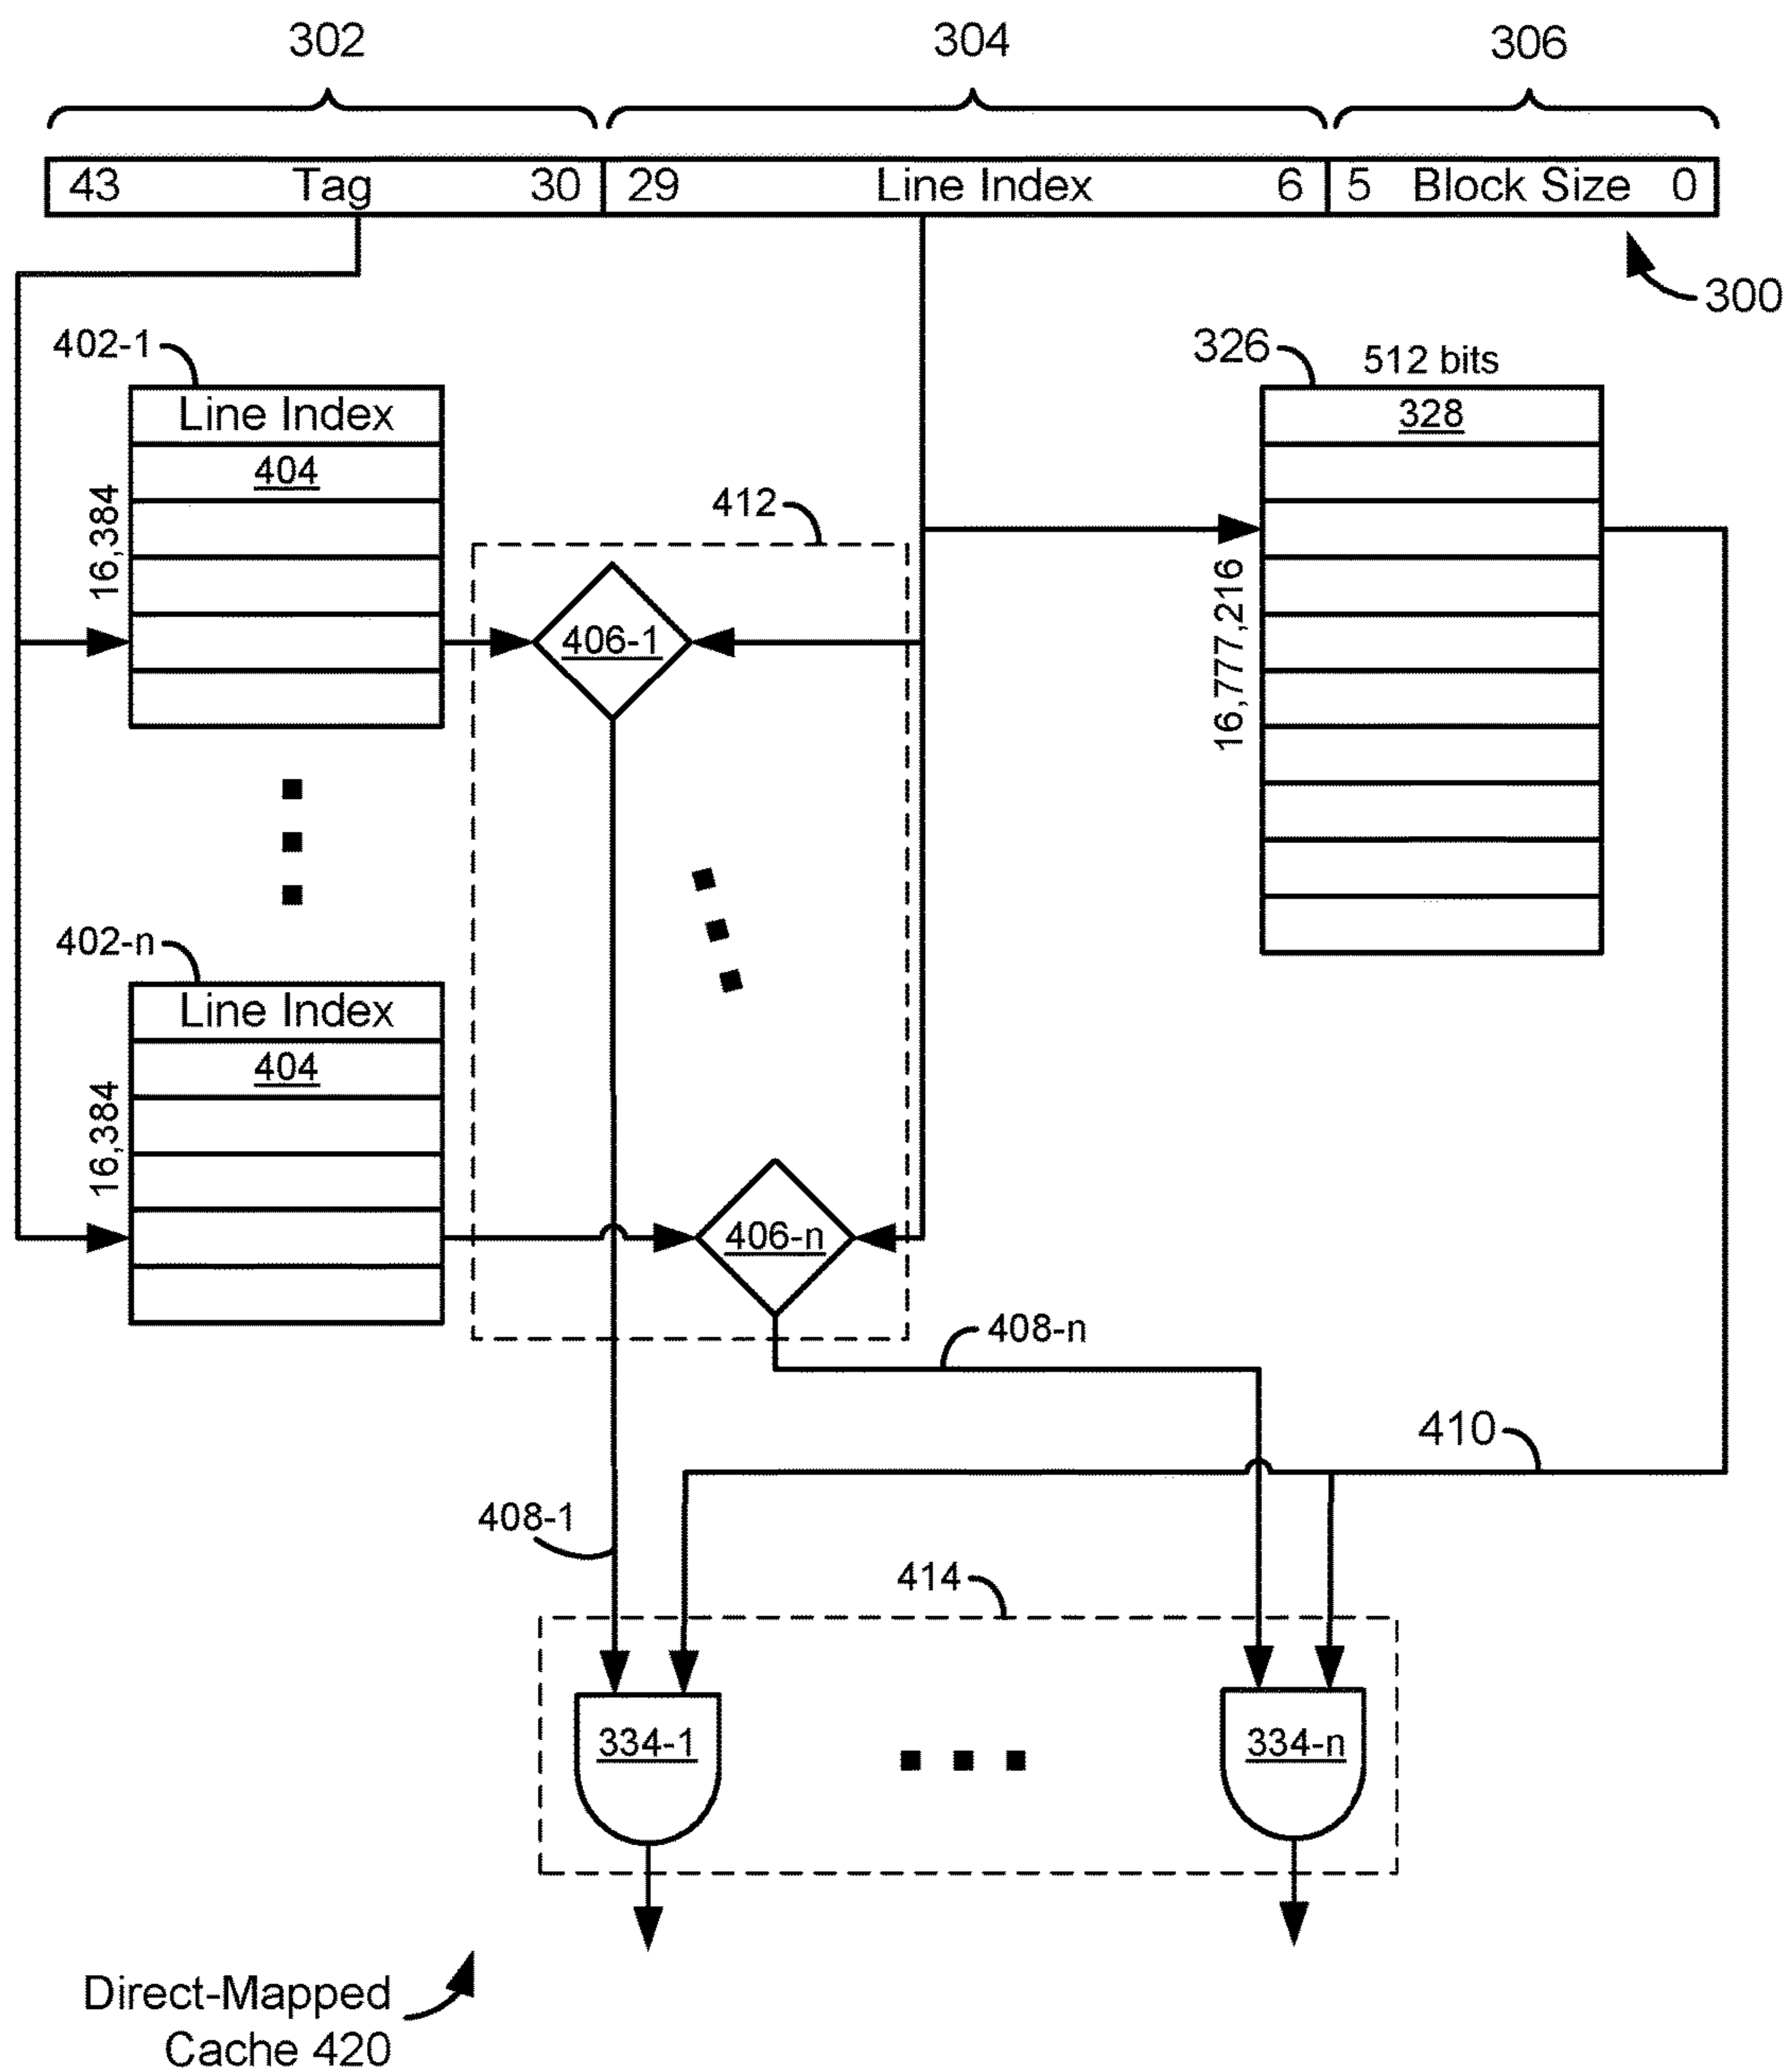 302 304 306
43 Tag 30 29 Line Index 6 5 Block Size 0
300
402-1
326 512 bits
Line Index
328
404
16,384
412
16,777,216
406-1
402-n
Line Index
404
16,384
406-n
408-n
410
408-1
414
334-1
334-n
Direct-Mapped
Cache 420